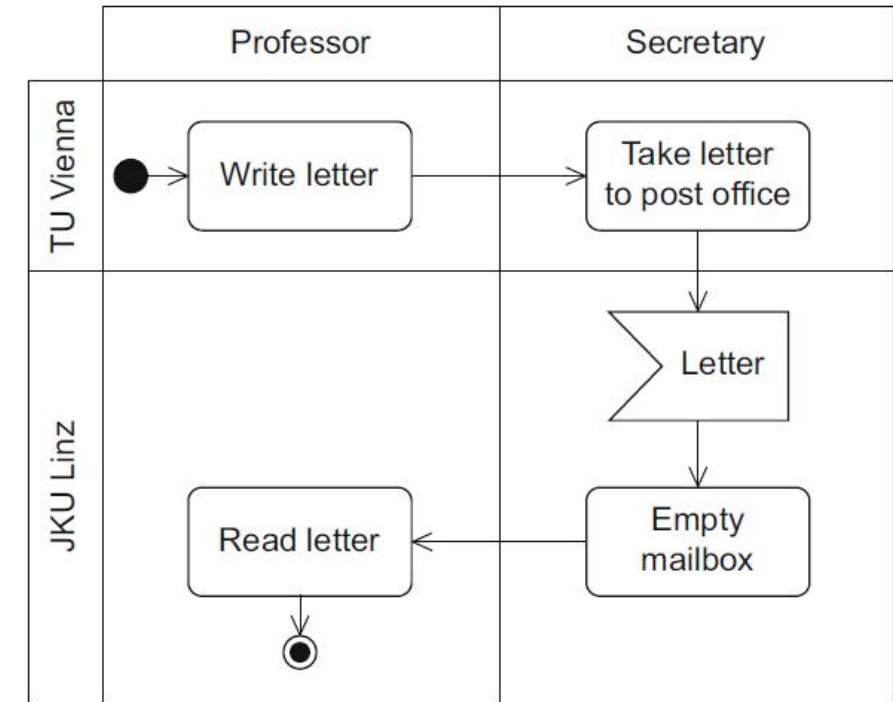 Professor
Secretary
TU Vienna
Write letter
Take letter
to post office
JKU Linz
Letter
Read letter
Empty
mailbox